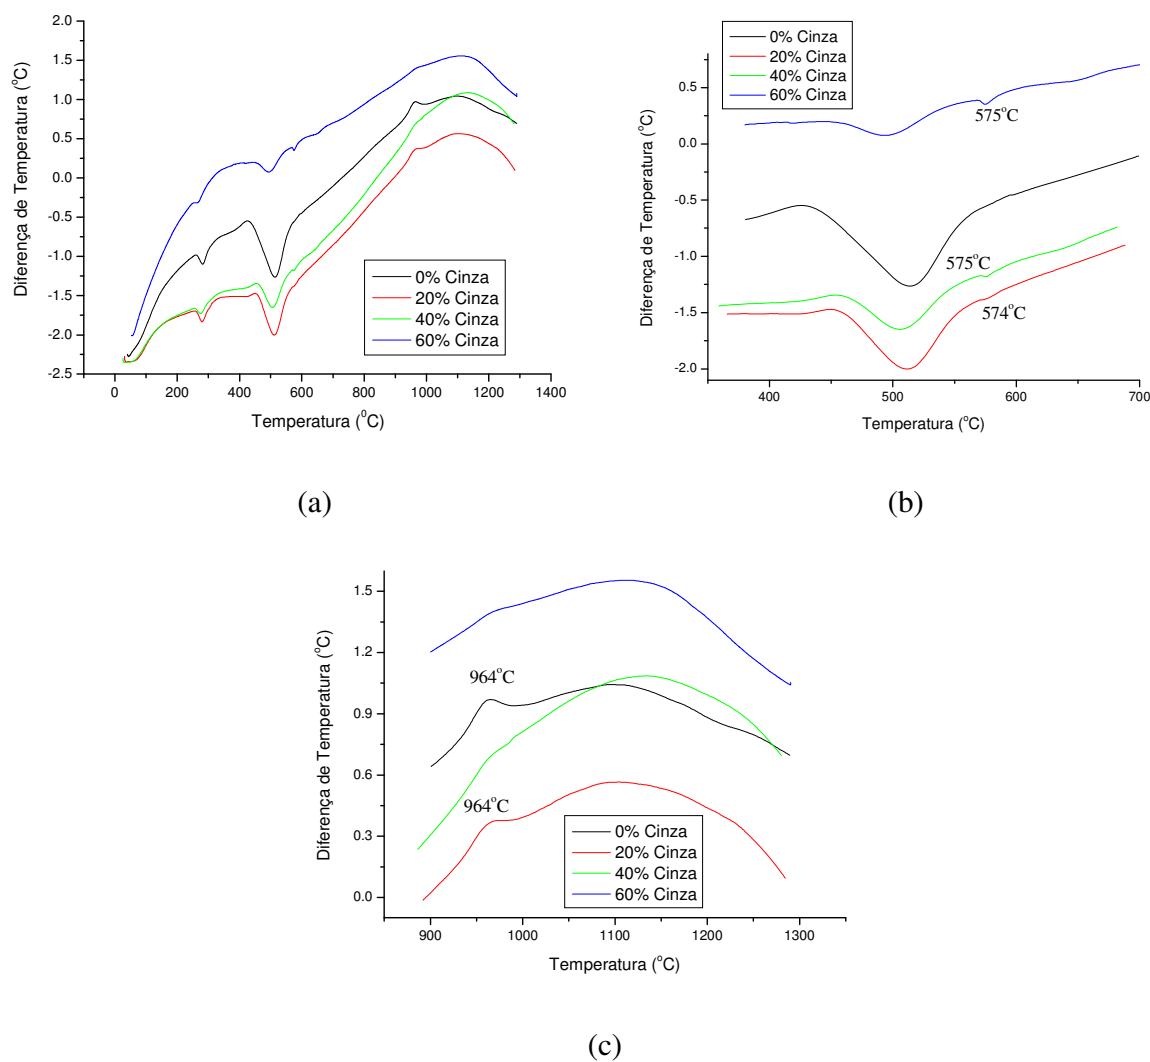 2.0
1.5
1.0
0.5
0.0
-0.5
-1.0
-1.5
-2.0
-2.5
Diferença de Temperatura (°C)
0 200 400 600 800 1000 1200 1400
Temperatura (°C)
0% Cinza
20% Cinza
40% Cinza
60% Cinza
(a)
0% Cinza
20% Cinza
40% Cinza
60% Cinza
0.5
0.0
-0.5
-1.0
-1.5
-2.0
Diferença de Temperatura (°C)
575°C
575°C
574°C
400 500 600 700
Temperatura (°C)
(b)
1.5
1.2
0.9
0.6
0.3
0.0
Diferença de Temperatura (°C)
964°C
964°C
0% Cinza
20% Cinza
40% Cinza
60% Cinza
900 1000 1100 1200 1300
Temperatura (°C)
(c)